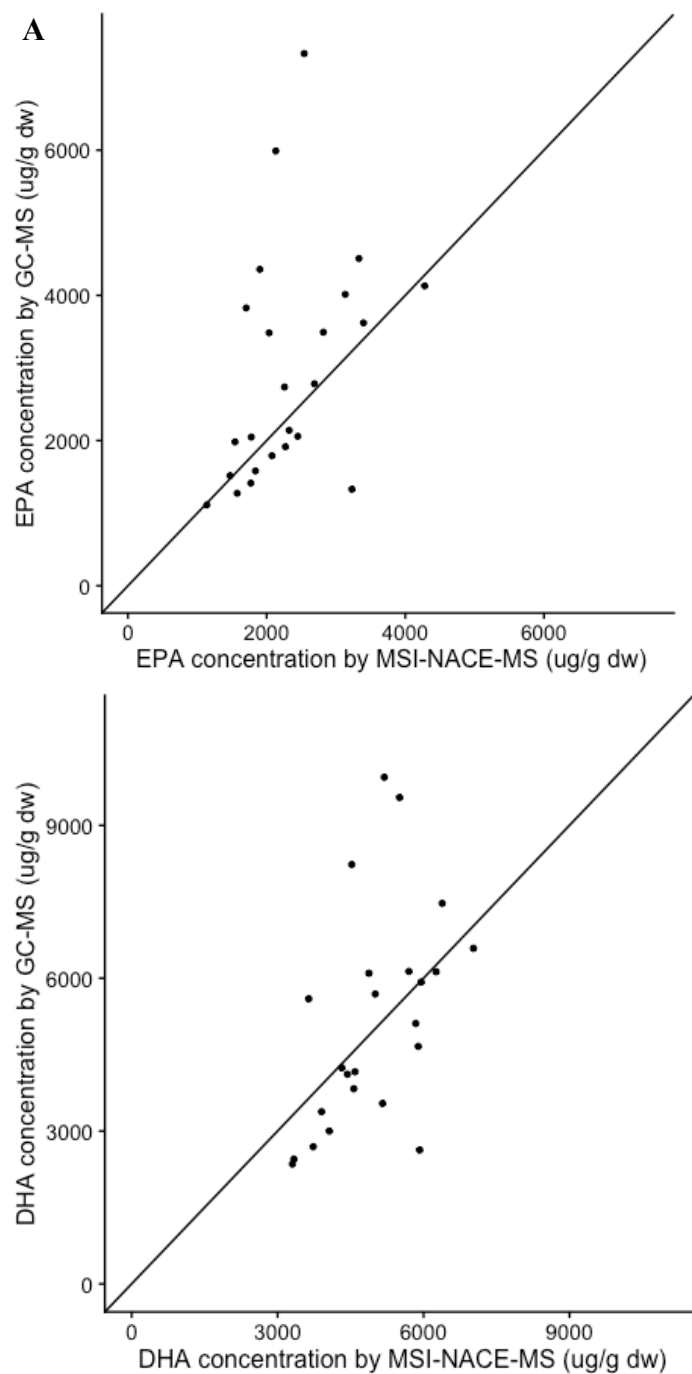 A
EPA concentration by GC-MS (ug/g dw)
6000
4000
2000
0
0 2000 4000 6000
EPA concentration by MSI-NACE-MS (ug/g dw)
DHA concentration by GC-MS (ug/g dw)
9000
6000
3000
0
0 3000 6000 9000
DHA concentration by MSI-NACE-MS (ug/g dw)